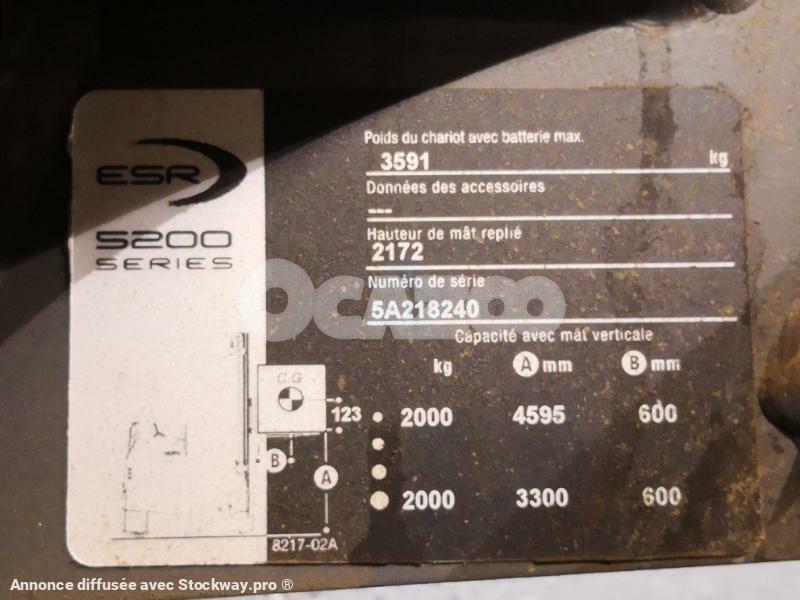 ESR
5200
SERIES
Poids du chariot avec batterie max.
3591 kg
Données des accessoires
---
Hauteur de mât replié
2172
Numéro de série
5A218240
OCAZOO
Capacité avec mât verticale
kg A mm B mm
2000 4595 600
2000 3300 600
C.G
123
B
A
8217-02A
Annonce diffusée avec Stockway.pro ®